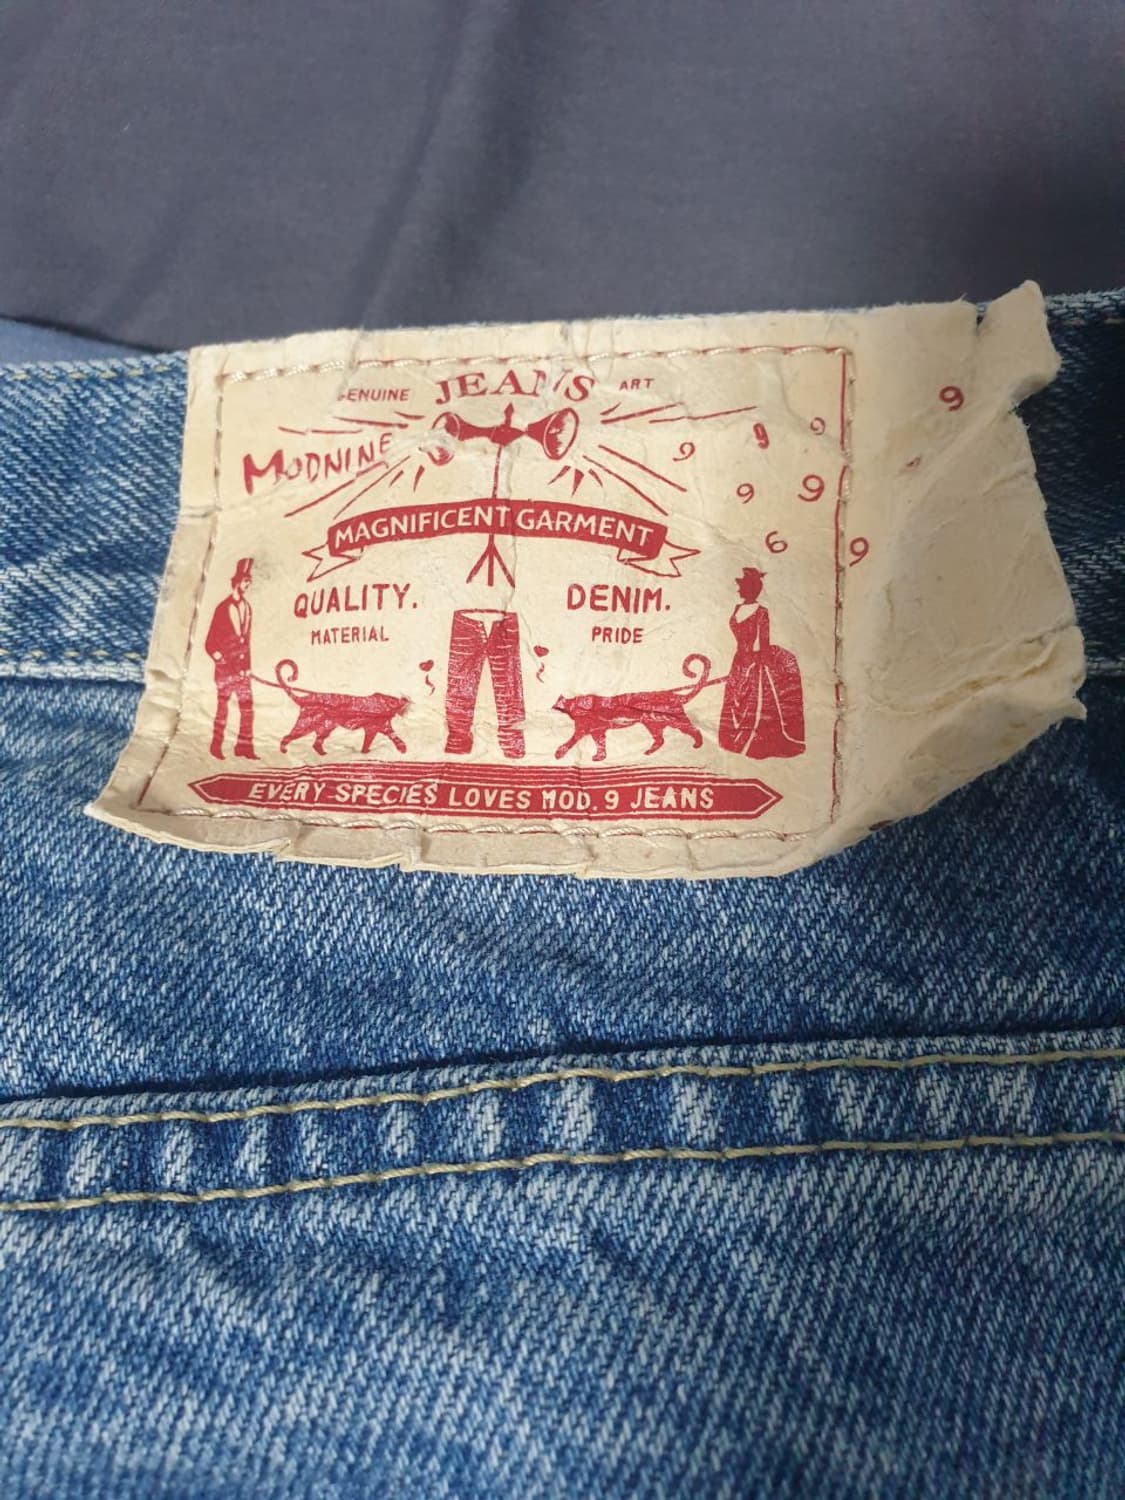 GENUINE JEANS ART
MODNINE
MAGNIFICENT GARMENT
QUALITY. DENIM.
MATERIAL PRIDE
EVERY SPECIES LOVES MOD.9 JEANS
9
9 9 9
9 9
6 9